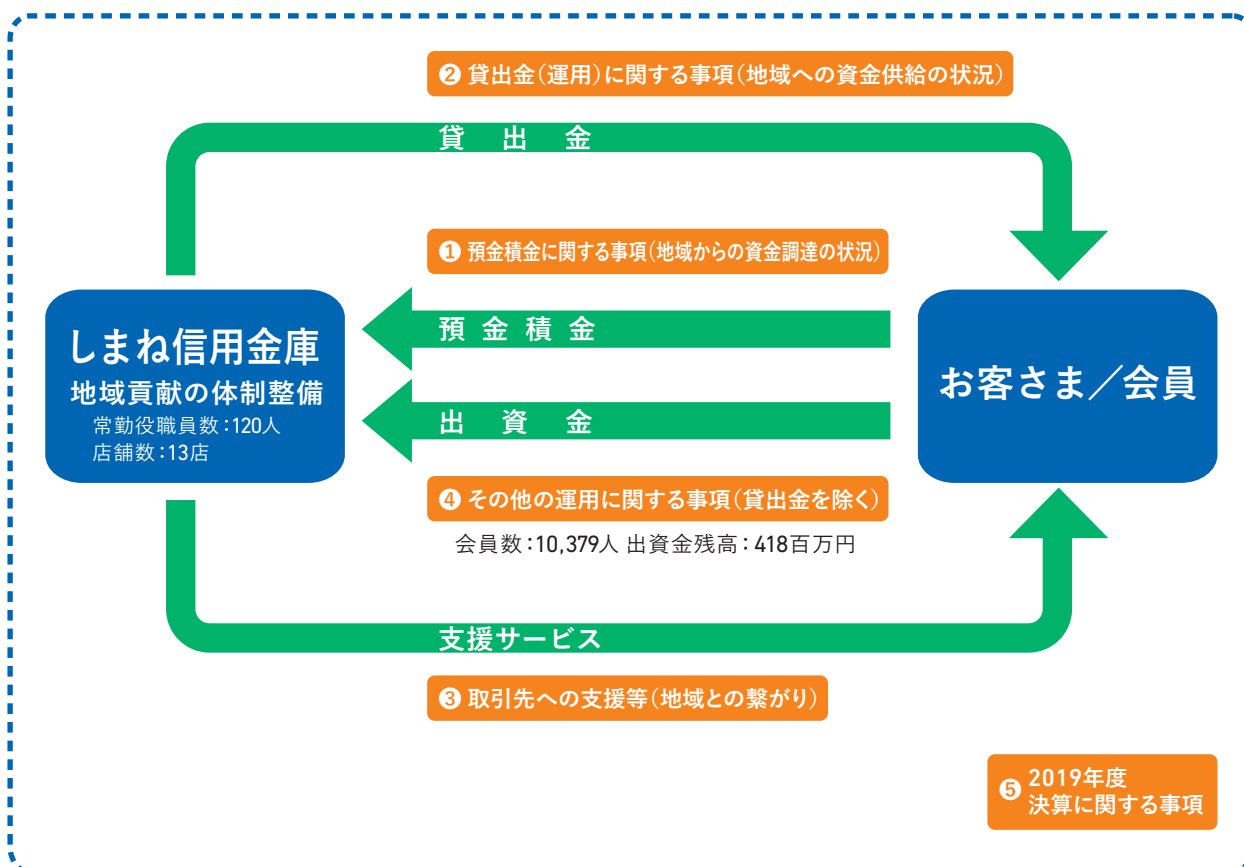 ❷ 貸出金(運用)に関する事項(地域への資金供給の状況)
貸出金
❶ 預金積金に関する事項(地域からの資金調達の状況)
預金積金
しまね信用金庫
地域貢献の体制整備
常勤役職員数:120人
店舗数:13店
お客さま/会員
出資金
❹ その他の運用に関する事項(貸出金を除く)
会員数:10,379人 出資金残高:418百万円
支援サービス
❸ 取引先への支援等(地域との繋がり)
❺ 2019年度
決算に関する事項